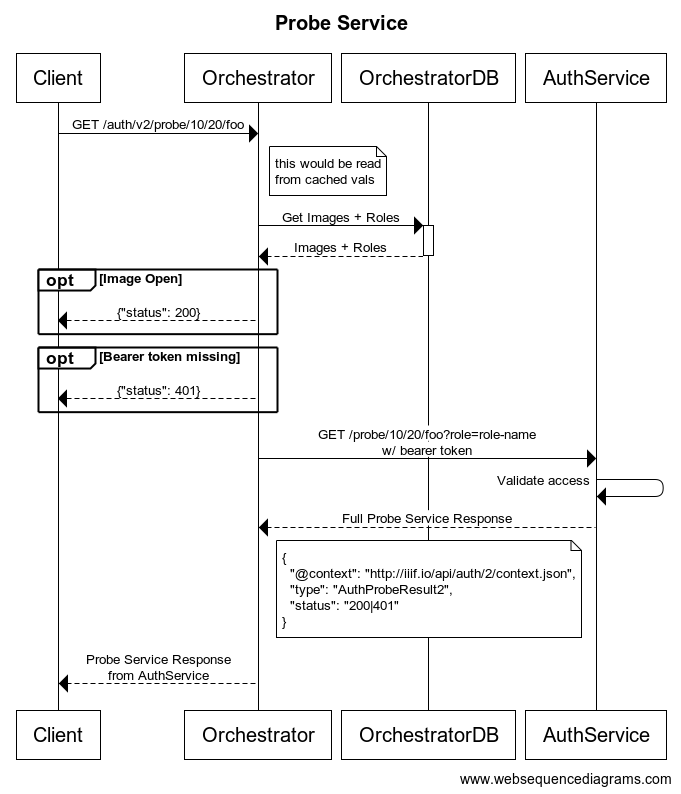 Probe Service
Client
Orchestrator
OrchestratorDB
AuthService
GET /auth/v2/probe/10/20/foo
this would be read
from cached vals
Get Images + Roles
Images + Roles
opt [Image Open]
{"status": 200}
opt [Bearer token missing]
{"status": 401}
GET /probe/10/20/foo?role=role-name
w/ bearer token
Validate access
Full Probe Service Response
{
"@context": "http://iiif.io/api/auth/2/context.json",
"type": "AuthProbeResult2",
"status": "200|401"
}
Probe Service Response
from AuthService
Client
Orchestrator
OrchestratorDB
AuthService
www.websequencediagrams.com